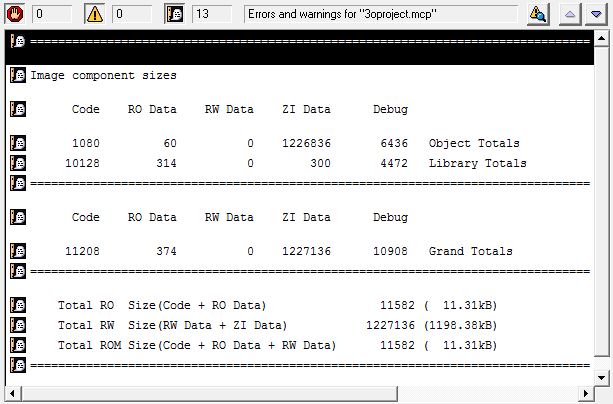 0 0 13 Errors and warnings for "3oproject.mcp"
================================================================================
Image component sizes
Code RO Data RW Data ZI Data Debug
1080 60 0 1226836 6436 Object Totals
10128 314 0 300 4472 Library Totals
================================================================================
Code RO Data RW Data ZI Data Debug
11208 374 0 1227136 10908 Grand Totals
================================================================================
Total RO Size(Code + RO Data) 11582 ( 11.31kB)
Total RW Size(RW Data + ZI Data) 1227136 (1198.38kB)
Total ROM Size(Code + RO Data + RW Data) 11582 ( 11.31kB)
================================================================================